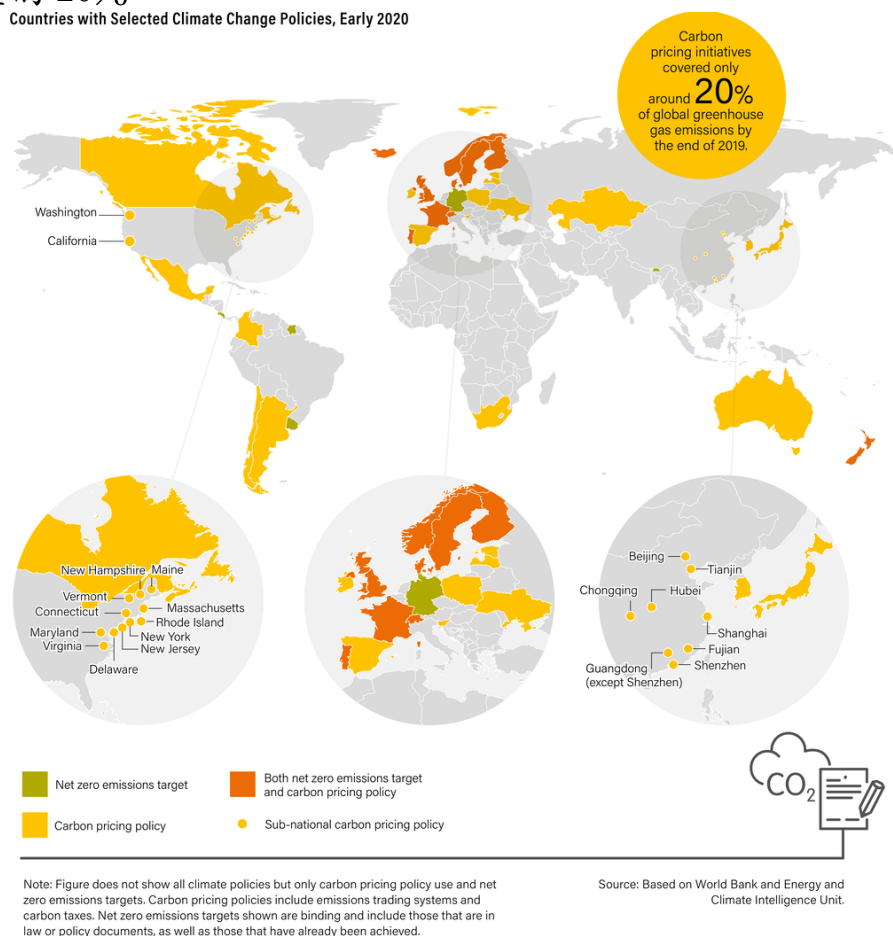 Countries with Selected Climate Change Policies, Early 2020
Carbon
pricing initiatives
covered only
around 20%
of global greenhouse
gas emissions by
the end of 2019.
Washington
California
New Hampshire
Maine
Vermont
Connecticut
Massachusetts
Rhode Island
Maryland
New York
Virginia
New Jersey
Delaware
Beijing
Tianjin
Chongqing
Hubei
Shanghai
Fujian
Guangdong
(except Shenzhen)
Shenzhen
Net zero emissions target
Both net zero emissions target
and carbon pricing policy
Carbon pricing policy
Sub-national carbon pricing policy
CO2
Note: Figure does not show all climate policies but only carbon pricing policy use and net
zero emissions targets. Carbon pricing policies include emissions trading systems and
carbon taxes. Net zero emissions targets shown are binding and include those that are in
law or policy documents, as well as those that have already been achieved.
Source: Based on World Bank and Energy and
Climate Intelligence Unit.